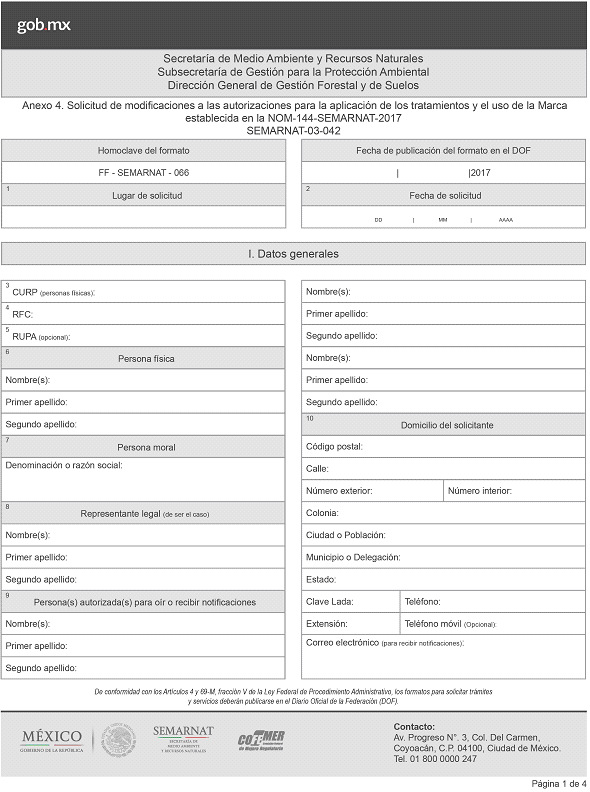 gob.mx
Secretaría de Medio Ambiente y Recursos Naturales
Subsecretaría de Gestión para la Protección Ambiental
Dirección General de Gestión Forestal y de Suelos
Anexo 4. Solicitud de modificaciones a las autorizaciones para la aplicación de los tratamientos y el uso de la Marca
establecida en la NOM-144-SEMARNAT-2017
SEMARNAT-03-042
Homoclave del formato
FF - SEMARNAT - 066
1
Lugar de solicitud
Fecha de publicación del formato en el DOF
| |2017
2
Fecha de solicitud
DD | MM | AAAA
I. Datos generales
3
CURP (personas físicas):
4
RFC:
5
RUPA (opcional):
6
Persona física
Nombre(s):
Primer apellido:
Segundo apellido:
7
Persona moral
Denominación o razón social:
8
Representante legal (de ser el caso)
Nombre(s):
Primer apellido:
Segundo apellido:
9
Persona(s) autorizada(s) para oír o recibir notificaciones
Nombre(s):
Primer apellido:
Segundo apellido:
Nombre(s):
Primer apellido:
Segundo apellido:
Nombre(s):
Primer apellido:
Segundo apellido:
10
Domicilio del solicitante
Código postal:
Calle:
Número exterior: Número interior:
Colonia:
Ciudad o Población:
Municipio o Delegación:
Estado:
Clave Lada: Teléfono:
Extensión: Teléfono móvil (Opcional):
Correo electrónico (para recibir notificaciones):
De conformidad con los Artículos 4 y 69-M, fracción V de la Ley Federal de Procedimiento Administrativo, los formatos para solicitar trámites
y servicios deberán publicarse en el Diario Oficial de la Federación (DOF).
MÉXICO
GOBIERNO DE LA REPÚBLICA
SEMARNAT
SECRETARÍA DE
MEDIO AMBIENTE
Y RECURSOS NATURALES
COFEMER
de Mejora Regulatoria
Contacto:
Av. Progreso N°. 3, Col. Del Carmen,
Coyoacán, C.P. 04100, Ciudad de México.
Tel. 01 800 0000 247
Página 1 de 4